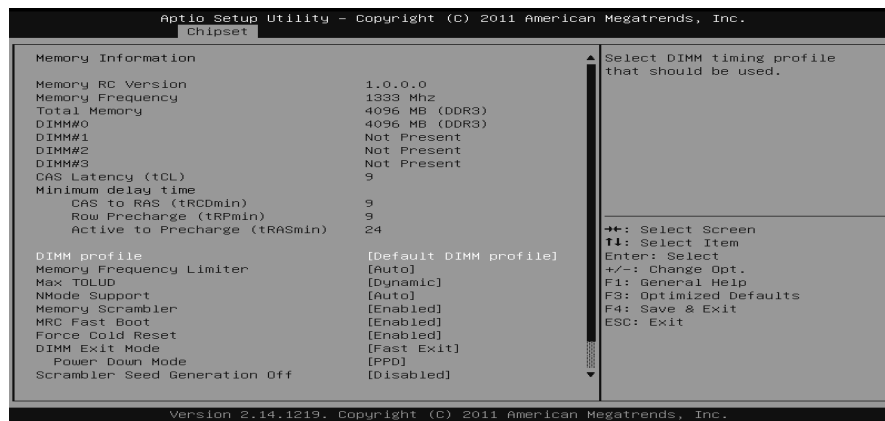 Aptio Setup Utility – Copyright (C) 2011 American Megatrends, Inc.
Chipset
Memory Information
Memory RC Version 1.0.0.0
Memory Frequency 1333 Mhz
Total Memory 4096 MB (DDR3)
DIMM#0 4096 MB (DDR3)
DIMM#1 Not Present
DIMM#2 Not Present
DIMM#3 Not Present
CAS Latency (tCL) 9
Minimum delay time
CAS to RAS (tRCDmin) 9
Row Precharge (tRPmin) 9
Active to Precharge (tRASmin) 24
DIMM profile [Default DIMM profile]
Memory Frequency Limiter [Auto]
Max TOLUD [Dynamic]
NMode Support [Auto]
Memory Scrambler [Enabled]
MRC Fast Boot [Enabled]
Force Cold Reset [Enabled]
DIMM Exit Mode [Fast Exit]
Power Down Mode [PPD]
Scrambler Seed Generation Off [Disabled]
Select DIMM timing profile
that should be used.
→←: Select Screen
↑↓: Select Item
Enter: Select
+/-: Change Opt.
F1: General Help
F3: Optimized Defaults
F4: Save & Exit
ESC: Exit
Version 2.14.1219. Copyright (C) 2011 American Megatrends, Inc.